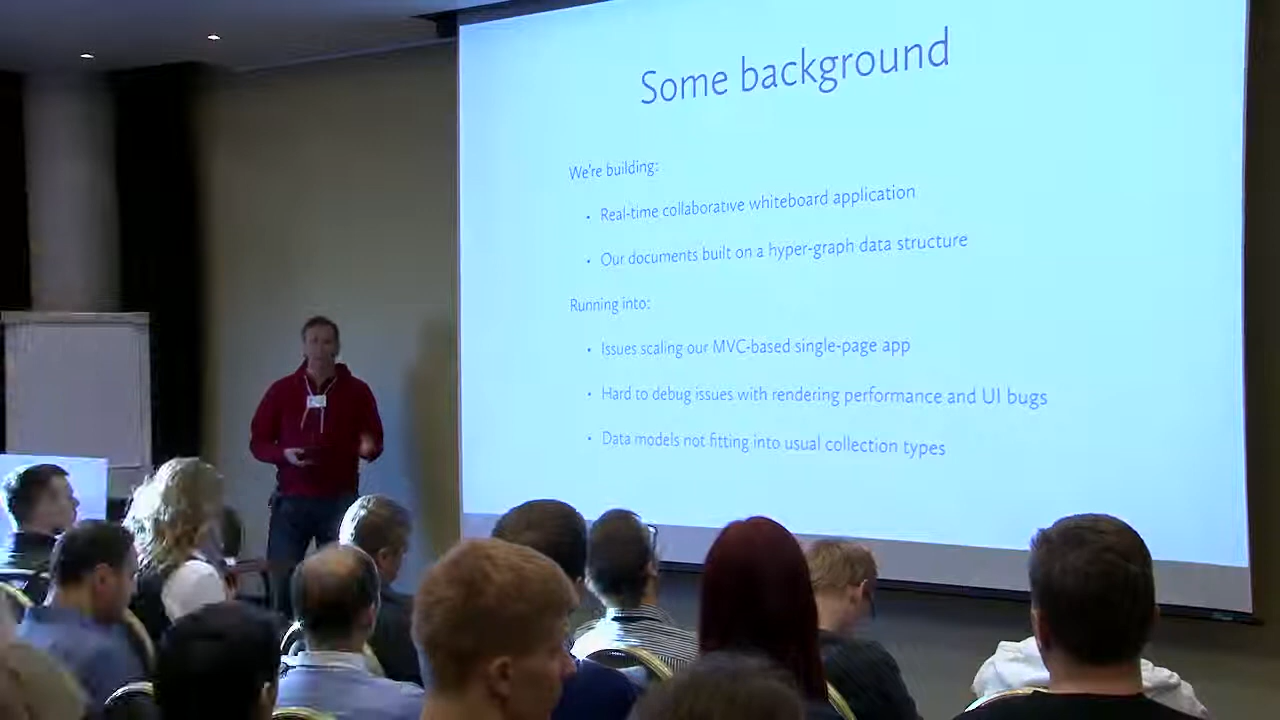 Some background
We're building:
• Real-time collaborative whiteboard application
• Our documents built on a hyper-graph data structure
Running into:
• Issues scaling our MVC-based single-page app
• Hard to debug issues with rendering performance and UI bugs
• Data models not fitting into usual collection types